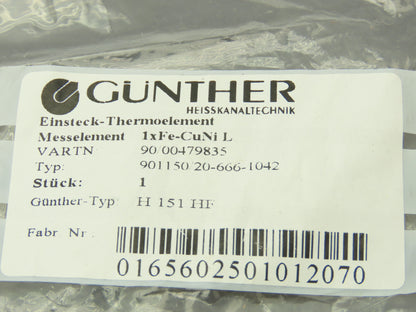 GÜNTHER
HEISSKANALTECHNIK
Einsteck-Thermoelement
Messelement 1xFe-CuNi L
VARTN 90/00479835
Typ: 901150/20-666-1042
Stück: 1
Günther-Typ H 151 HF
Fabr Nr.
0165602501012070